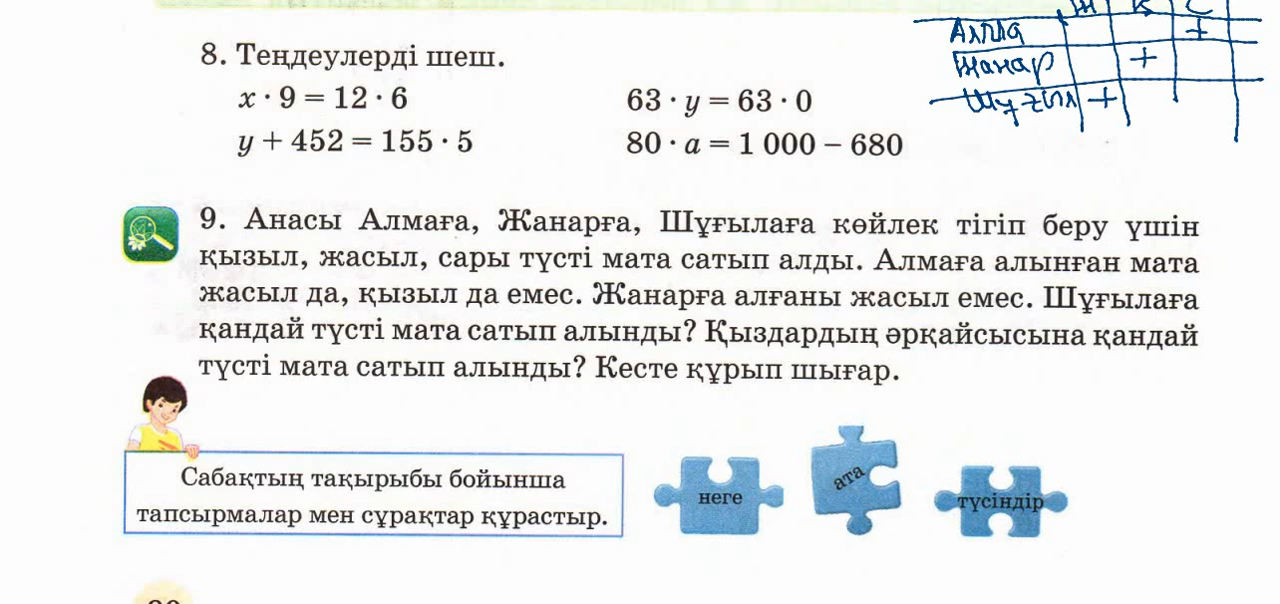 Ж Қ С
Алма +
Жанар +
Шуғыл +
8. Теңдеулерді шеш.
x · 9 = 12 · 6 63 · y = 63 · 0
y + 452 = 155 · 5 80 · a = 1 000 – 680
9. Анасы Алмаға, Жанарға, Шұғылаға көйлек тігіп беру үшін
қызыл, жасыл, сары түсті мата сатып алды. Алмаға алынған мата
жасыл да, қызыл да емес. Жанарға алғаны жасыл емес. Шұғылаға
қандай түсті мата сатып алынды? Қыздардың әрқайсысына қандай
түсті мата сатып алынды? Кесте құрып шығар.
Сабақтың тақырыбы бойынша
тапсырмалар мен сұрақтар құрастыр.
неге
ата
түсіндір